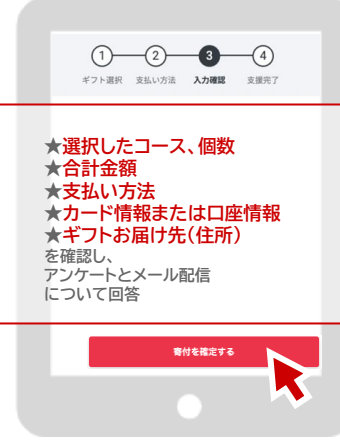 1 2 3 4
ギフト選択 支払い方法 入力確認 支援完了
★選択したコース、個数
★合計金額
★支払い方法
★カード情報または口座情報
★ギフトお届け先(住所)
を確認し、
アンケートとメール配信
について回答
寄付を確定する